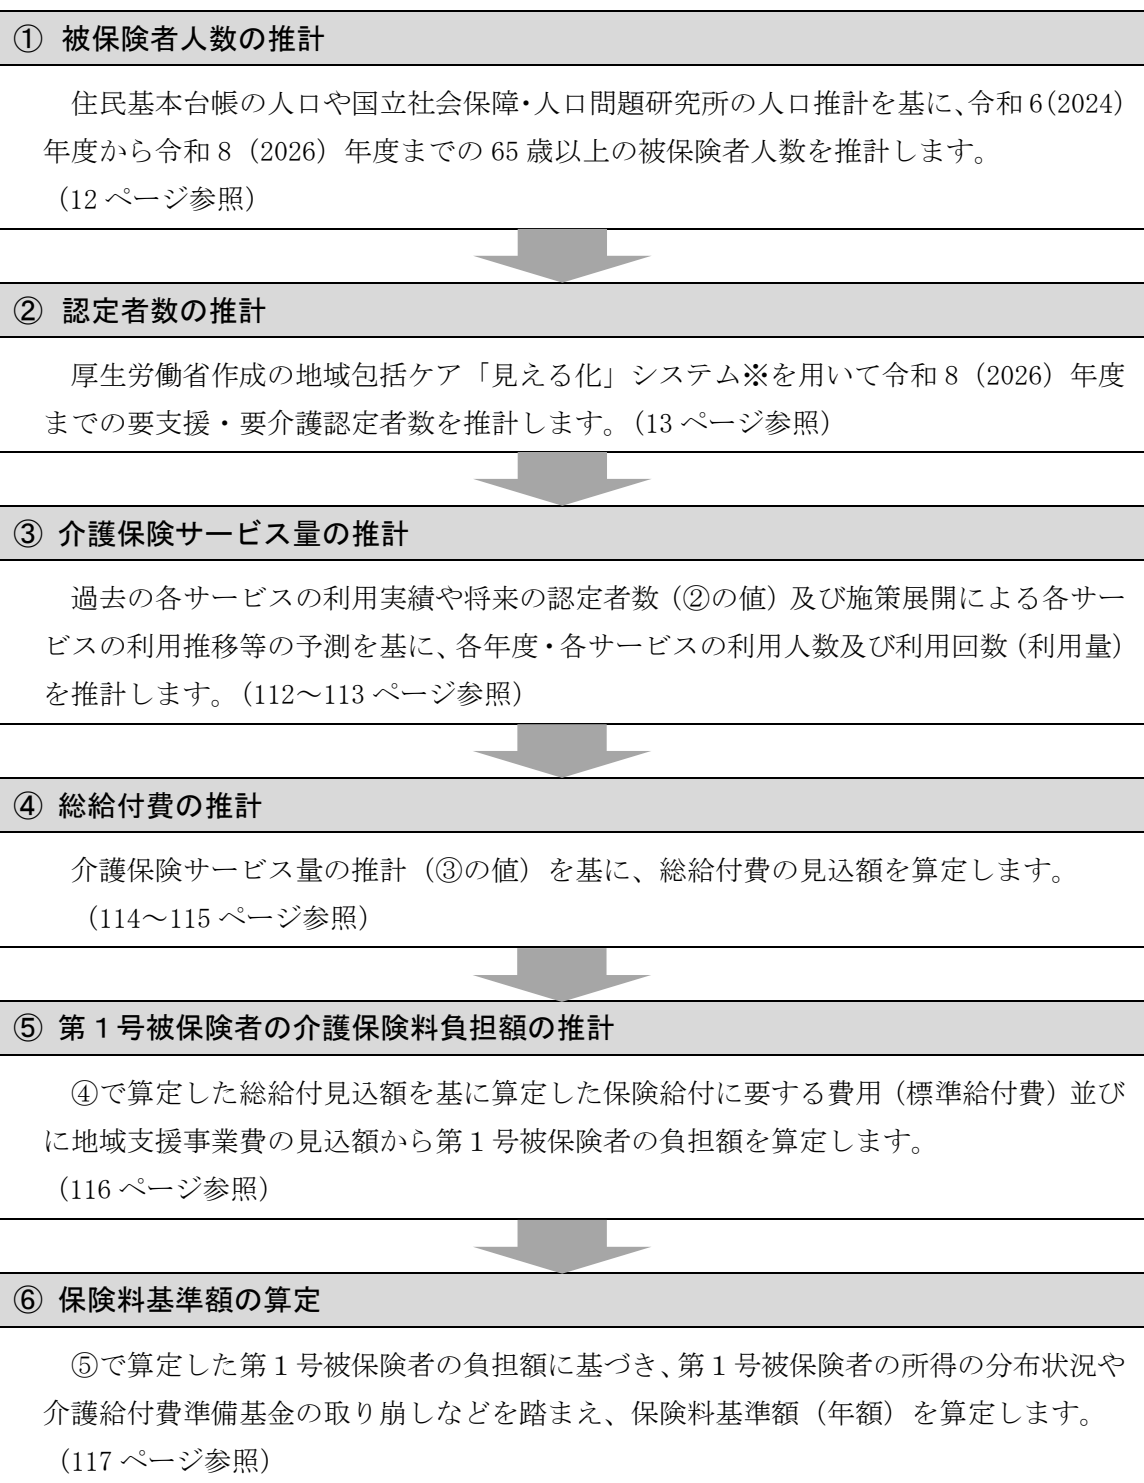 ① 被保険者人数の推計
住民基本台帳の人口や国立社会保障・人口問題研究所の人口推計を基に、令和 6（2024）
年度から令和 8（2026）年度までの 65 歳以上の被保険者人数を推計します。
（12 ページ参照）
② 認定者数の推計
厚生労働省作成の地域包括ケア「見える化」システム※を用いて令和 8（2026）年度
までの要支援・要介護認定者数を推計します。（13 ページ参照）
③ 介護保険サービス量の推計
過去の各サービスの利用実績や将来の認定者数（②の値）及び施策展開による各サー
ビスの利用推移等の予測を基に、各年度・各サービスの利用人数及び利用回数（利用量）
を推計します。（112～113 ページ参照）
④ 総給付費の推計
介護保険サービス量の推計（③の値）を基に、総給付費の見込額を算定します。
（114～115 ページ参照）
⑤ 第１号被保険者の介護保険料負担額の推計
④で算定した総給付見込額を基に算定した保険給付に要する費用（標準給付費）並び
に地域支援事業費の見込額から第１号被保険者の負担額を算定します。
（116 ページ参照）
⑥ 保険料基準額の算定
⑤で算定した第１号被保険者の負担額に基づき、第１号被保険者の所得の分布状況や
介護給付費準備基金の取り崩しなどを踏まえ、保険料基準額（年額）を算定します。
（117 ページ参照）